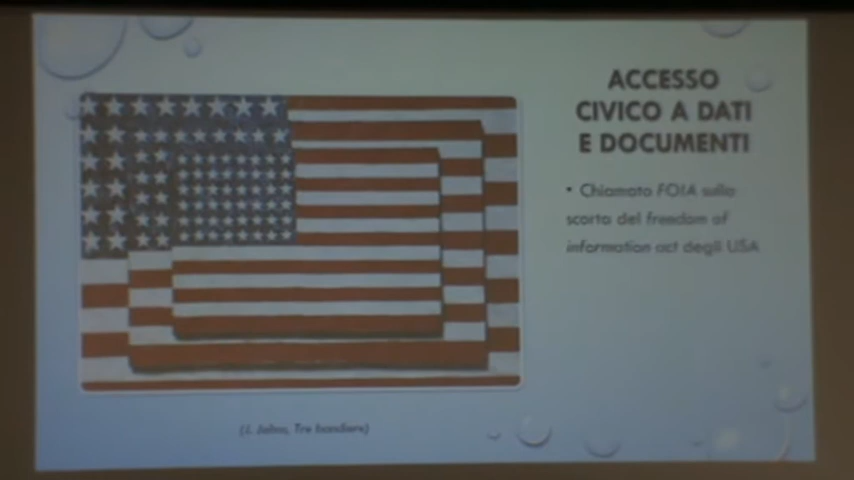 ACCESSO
CIVICO A DATI
E DOCUMENTI
• Chiamato FOIA sulla
scorta del freedom of
information act degli USA
(J. Johns, Tre bandiere)